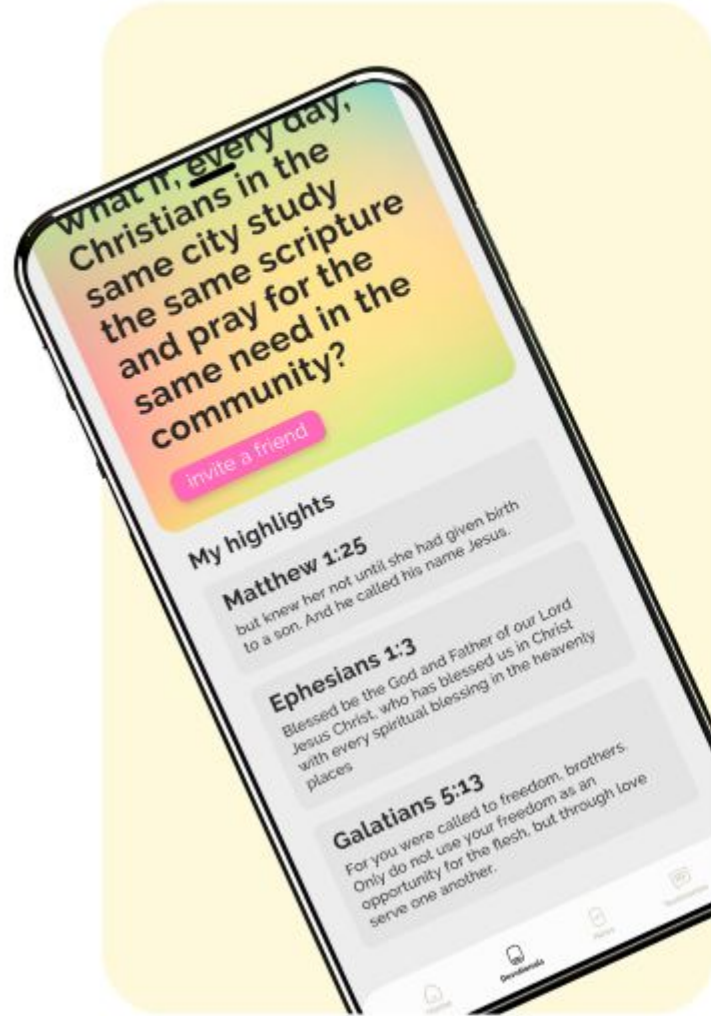 What if, every day,
Christians in the
same city study
the same scripture
and pray for the
same need in the
community?
invite a friend
My highlights
Matthew 1:25
but knew her not until she had given birth
to a son. And he called his name Jesus.
Ephesians 1:3
Blessed be the God and Father of our Lord
Jesus Christ, who has blessed us in Christ
with every spiritual blessing in the heavenly
places
Galatians 5:13
For you were called to freedom, brothers.
Only do not use your freedom as an
opportunity for the flesh, but through love
serve one another.
Home
Devotionals